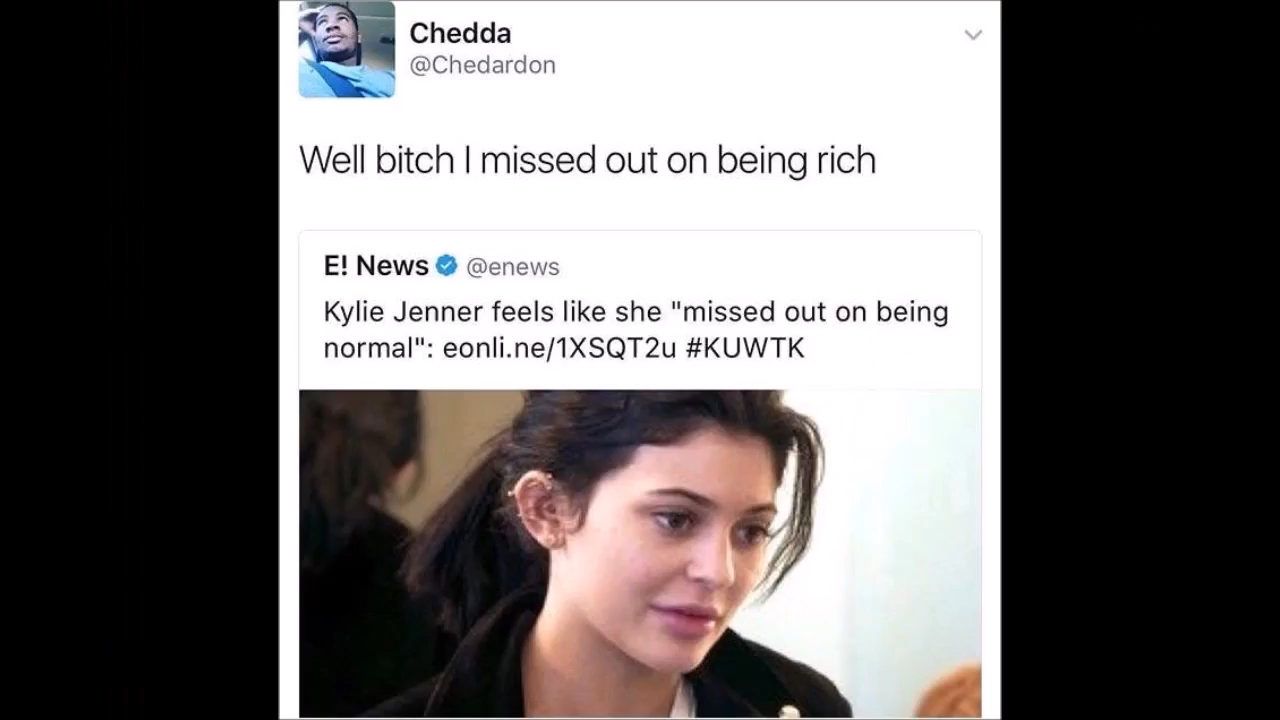 Chedda
@Chedardon
Well bitch I missed out on being rich
E! News @enews
Kylie Jenner feels like she "missed out on being
normal": eonli.ne/1XSQT2u #KUWTK